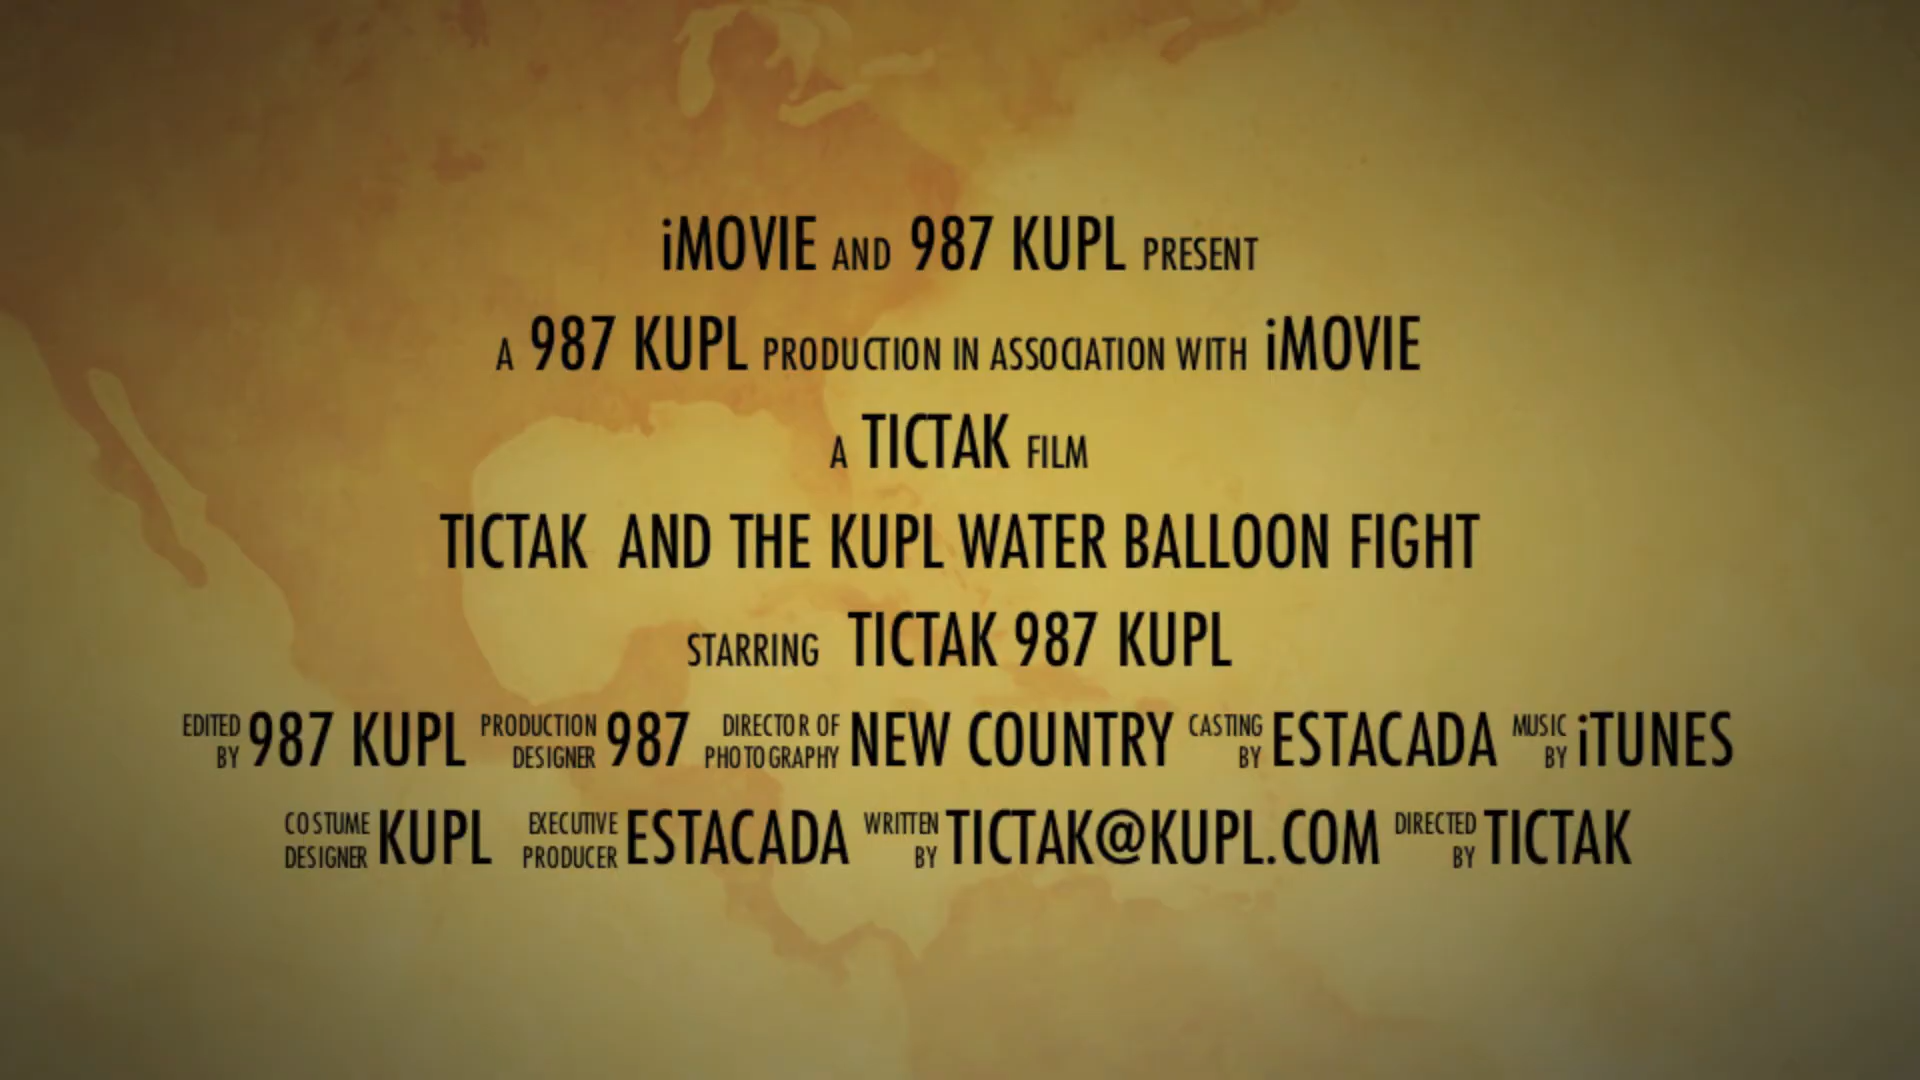 iMOVIE AND 987 KUPL PRESENT
A 987 KUPL PRODUCTION IN ASSOCIATION WITH iMOVIE
A TICTAK FILM
TICTAK AND THE KUPL WATER BALLOON FIGHT
STARRING TICTAK 987 KUPL
EDITED BY 987 KUPL PRODUCTION DESIGNER 987 DIRECTOR OF PHOTOGRAPHY NEW COUNTRY CASTING BY ESTACADA MUSIC BY iTUNES
COSTUME DESIGNER KUPL EXECUTIVE PRODUCER ESTACADA WRITTEN BY TICTAK@KUPL.COM DIRECTED BY TICTAK